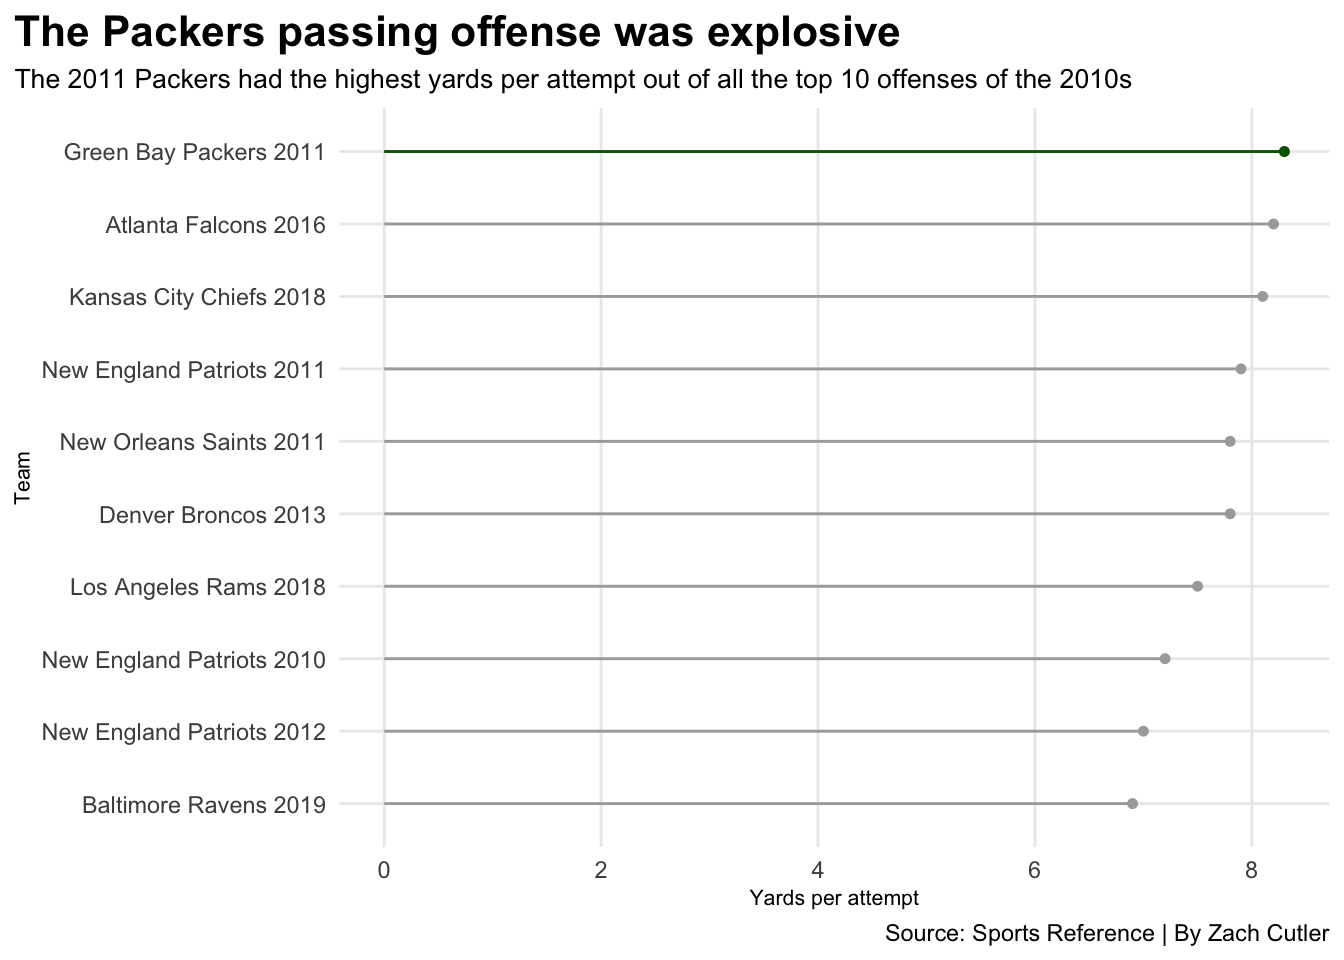 The Packers passing offense was explosive
The 2011 Packers had the highest yards per attempt out of all the top 10 offenses of the 2010s
Green Bay Packers 2011
Atlanta Falcons 2016
Kansas City Chiefs 2018
New England Patriots 2011
New Orleans Saints 2011
Denver Broncos 2013
Los Angeles Rams 2018
New England Patriots 2010
New England Patriots 2012
Baltimore Ravens 2019
Team
0 2 4 6 8
Yards per attempt
Source: Sports Reference | By Zach Cutler